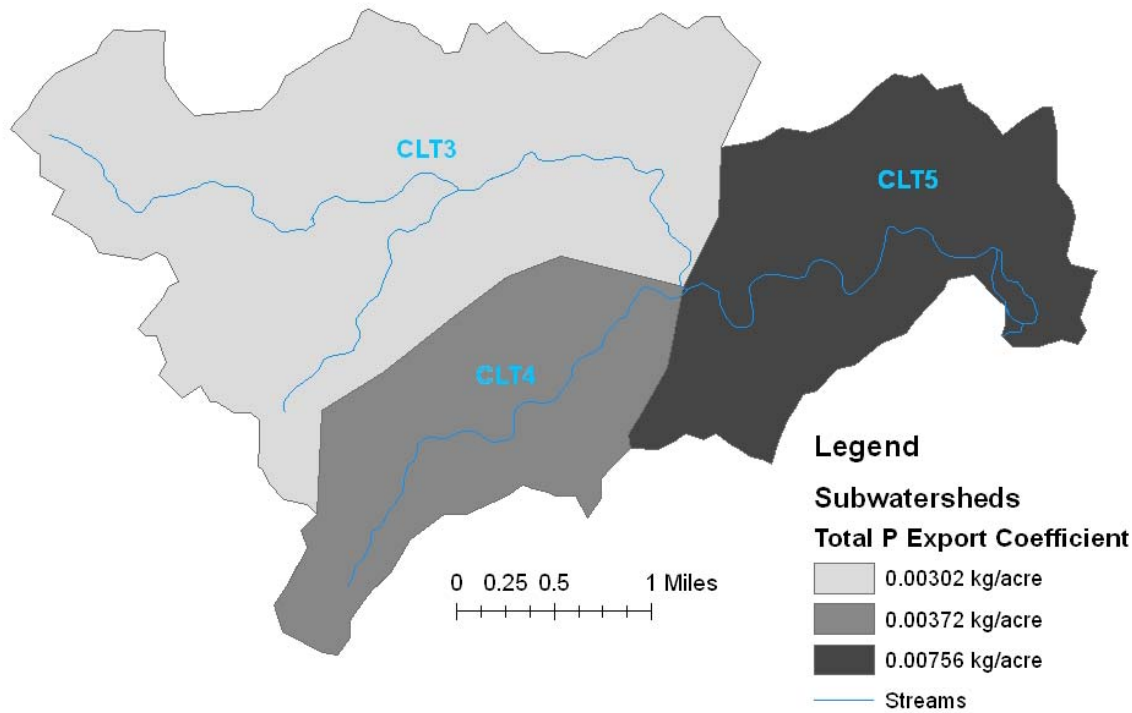 CLT3
CLT5
CLT4
Legend
Subwatersheds
Total P Export Coefficient
0 0.25 0.5 1 Miles
0.00302 kg/acre
0.00372 kg/acre
0.00756 kg/acre
Streams